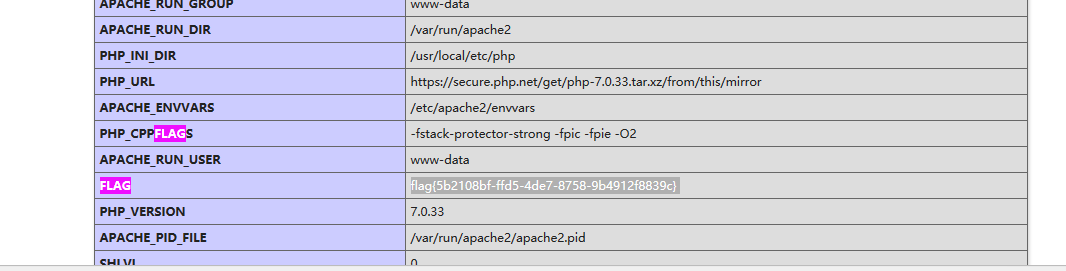 APACHE_RUN_GROUP www-data
APACHE_RUN_DIR /var/run/apache2
PHP_INI_DIR /usr/local/etc/php
PHP_URL https://secure.php.net/get/php-7.0.33.tar.xz/from/this/mirror
APACHE_ENVVARS /etc/apache2/envvars
PHP_CPPFLAGS -fstack-protector-strong -fpic -fpie -O2
APACHE_RUN_USER www-data
FLAG flag{5b2108bf-ffd5-4de7-8758-9b4912f8839c}
PHP_VERSION 7.0.33
APACHE_PID_FILE /var/run/apache2/apache2.pid
SHLVL 0